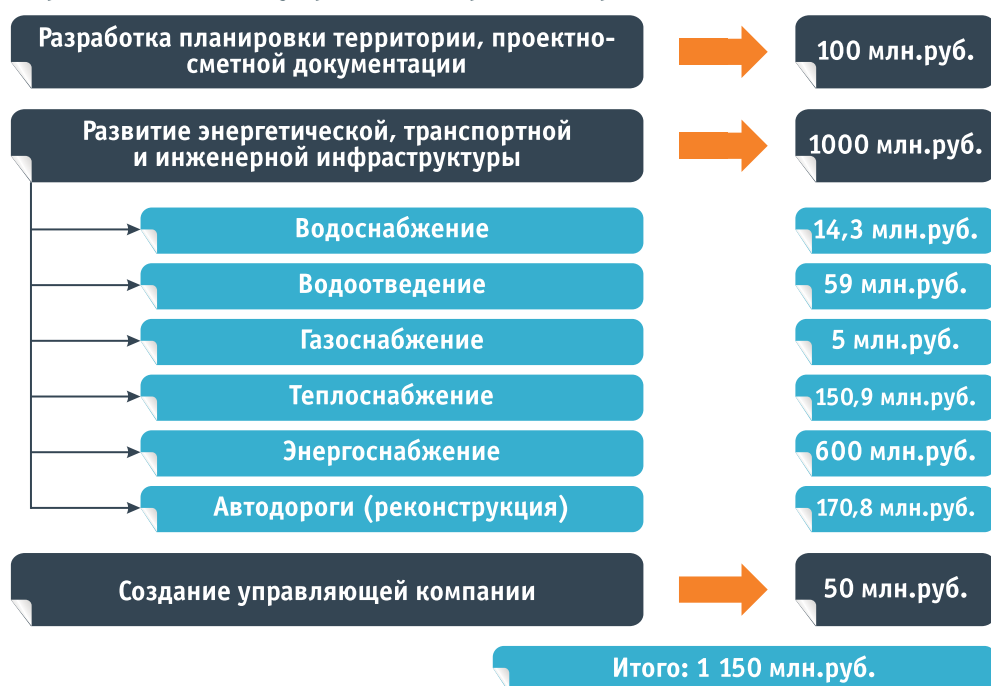 Разработка планировки территории, проектно-
сметной документации
100 млн.руб.
Развитие энергетической, транспортной
и инженерной инфраструктуры
1000 млн.руб.
Водоснабжение
14,3 млн.руб.
Водоотведение
59 млн.руб.
Газоснабжение
5 млн.руб.
Теплоснабжение
150,9 млн.руб.
Энергоснабжение
600 млн.руб.
Автодороги (реконструкция)
170,8 млн.руб.
Создание управляющей компании
50 млн.руб.
Итого: 1 150 млн.руб.